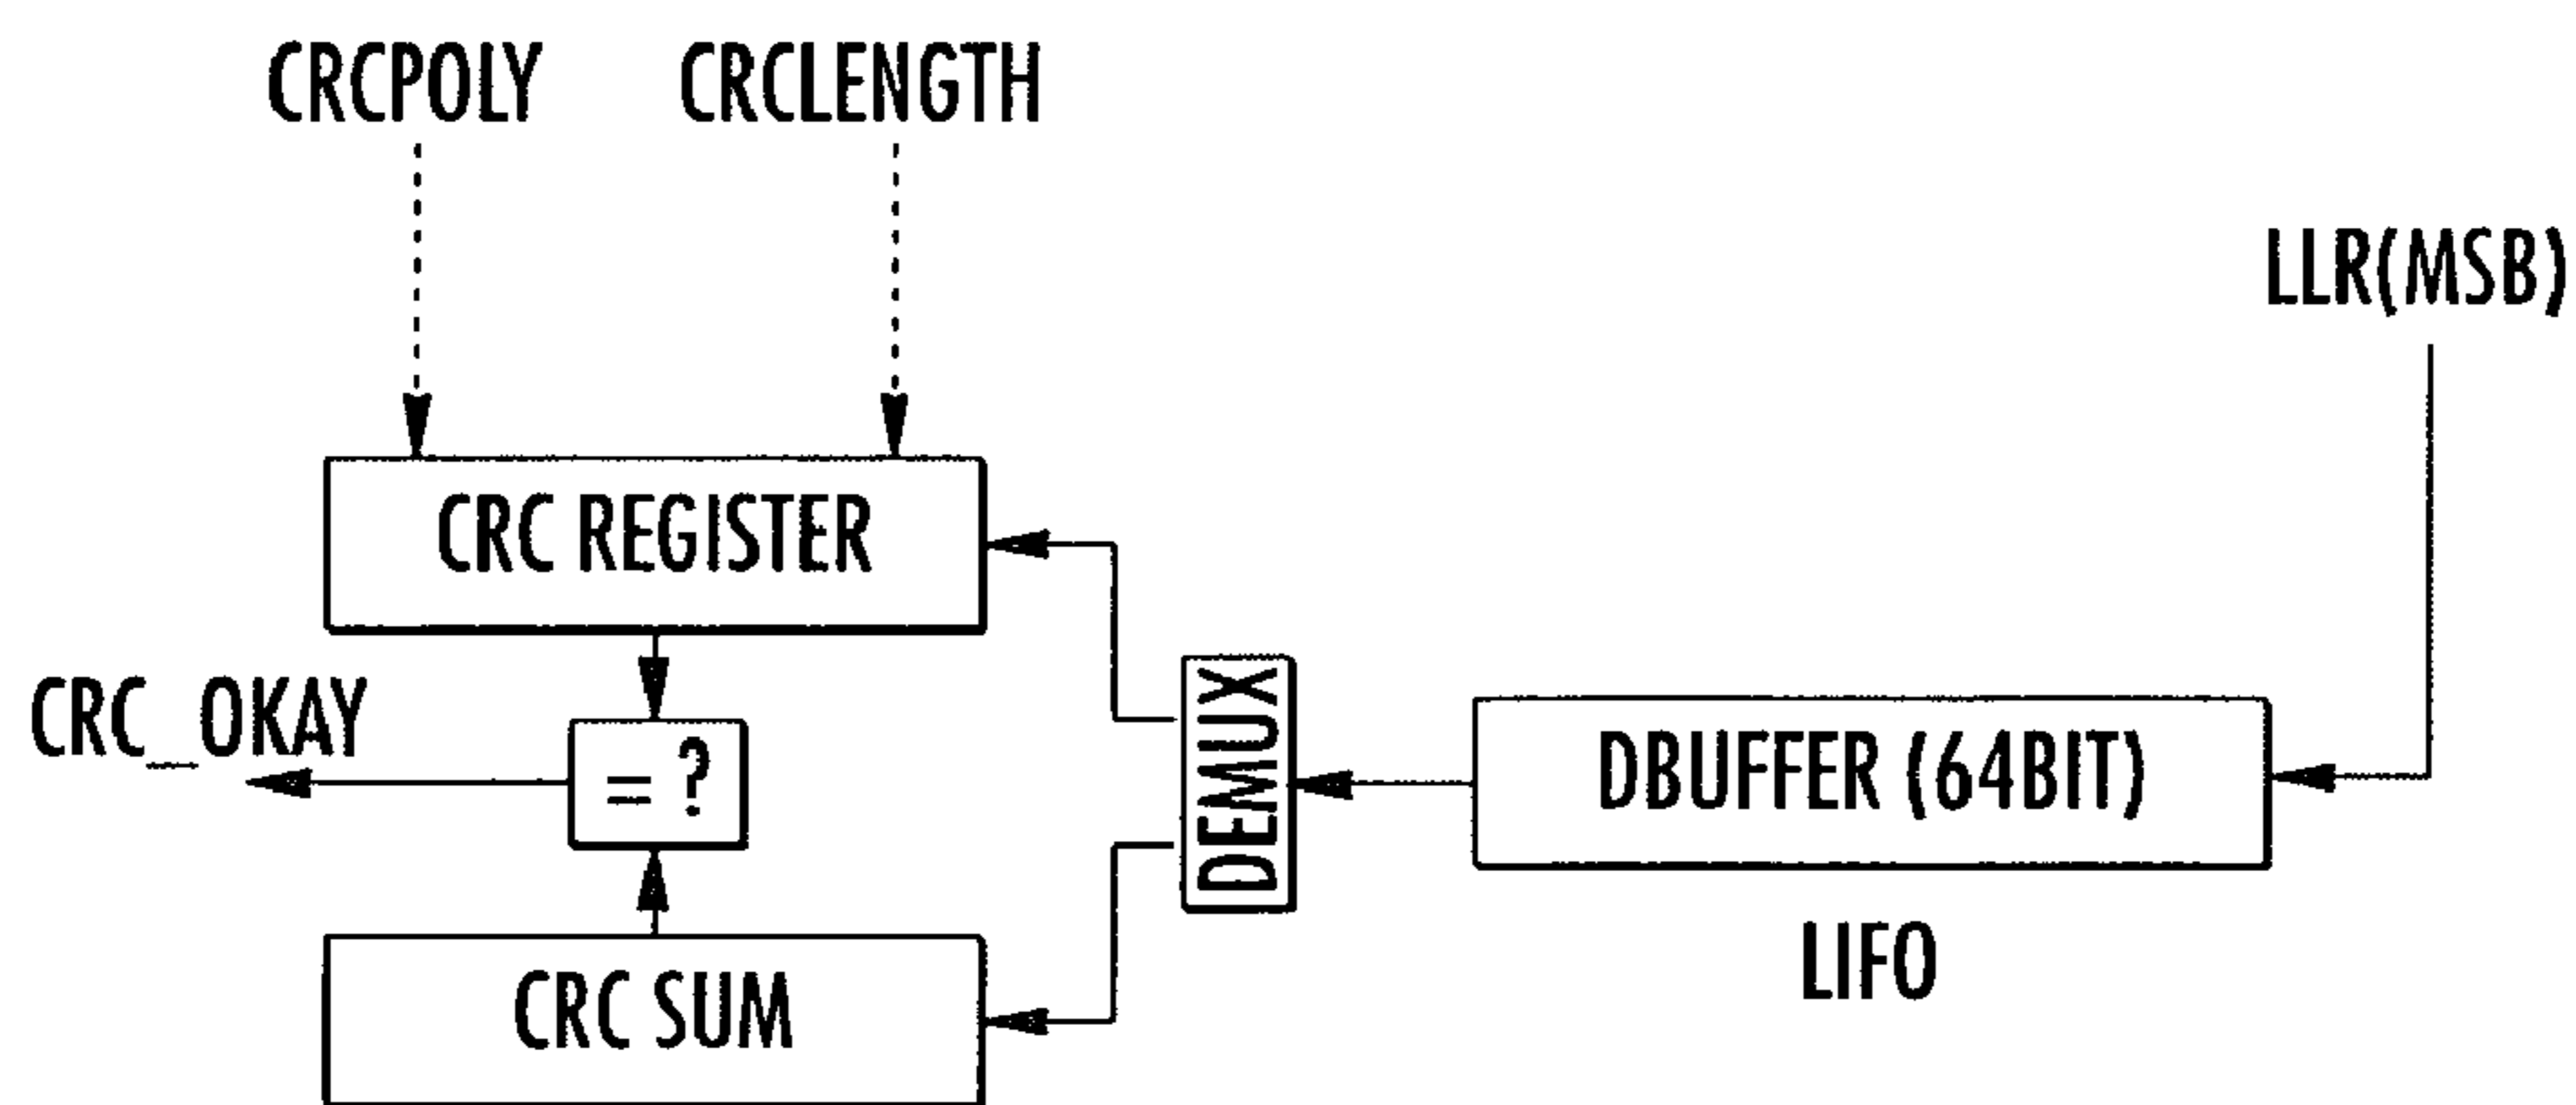 CRCPOLY
CRCLENGTH
LLR(MSB)
CRC REGISTER
CRC_OKAY
= ?
DEMUX
DBUFFER (64BIT)
LIFO
CRC SUM